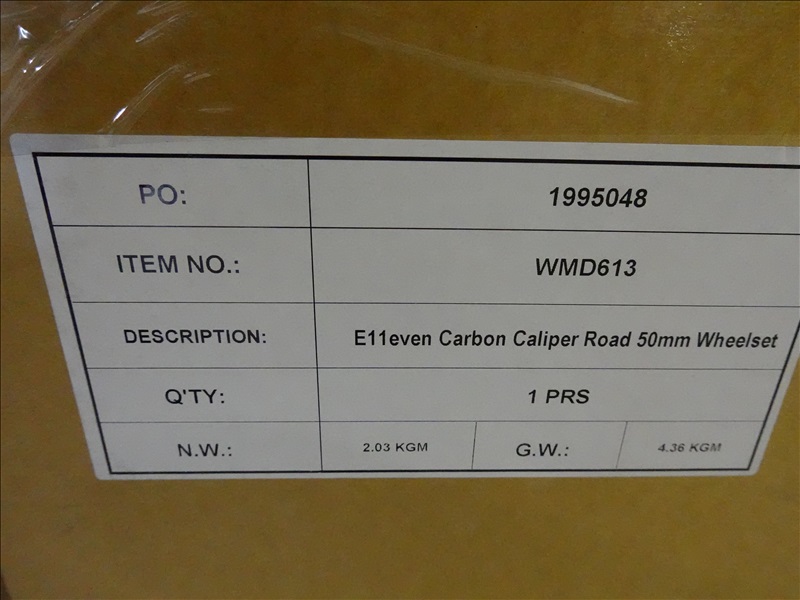 PO: 1995048
ITEM NO.: WMD613
DESCRIPTION: E11even Carbon Caliper Road 50mm Wheelset
Q'TY: 1 PRS
N.W.: 2.03 KGM G.W.: 4.36 KGM